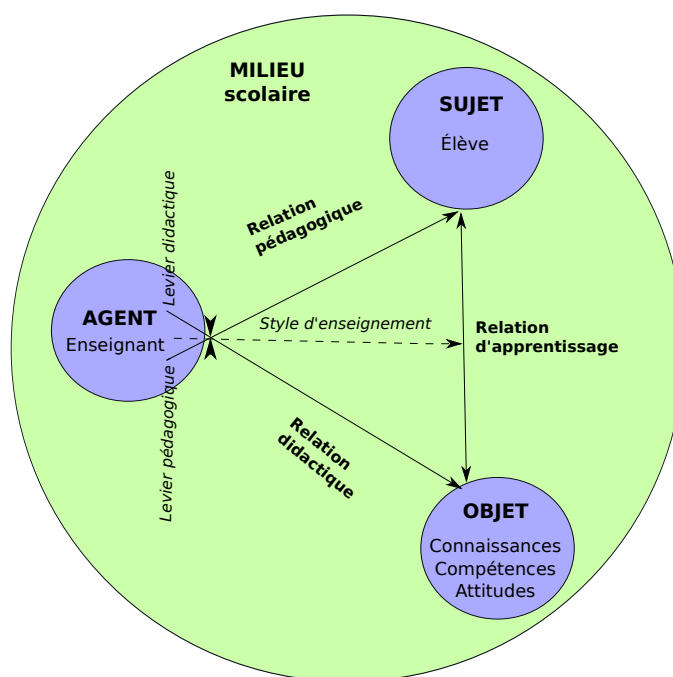 MILIEU
scolaire
SUJET
Élève
Relation
pédagogique
Levier didactique
AGENT
Enseignant
Style d'enseignement
Relation
d'apprentissage
Levier pédagogique
Relation
didactique
OBJET
Connaissances
Compétences
Attitudes